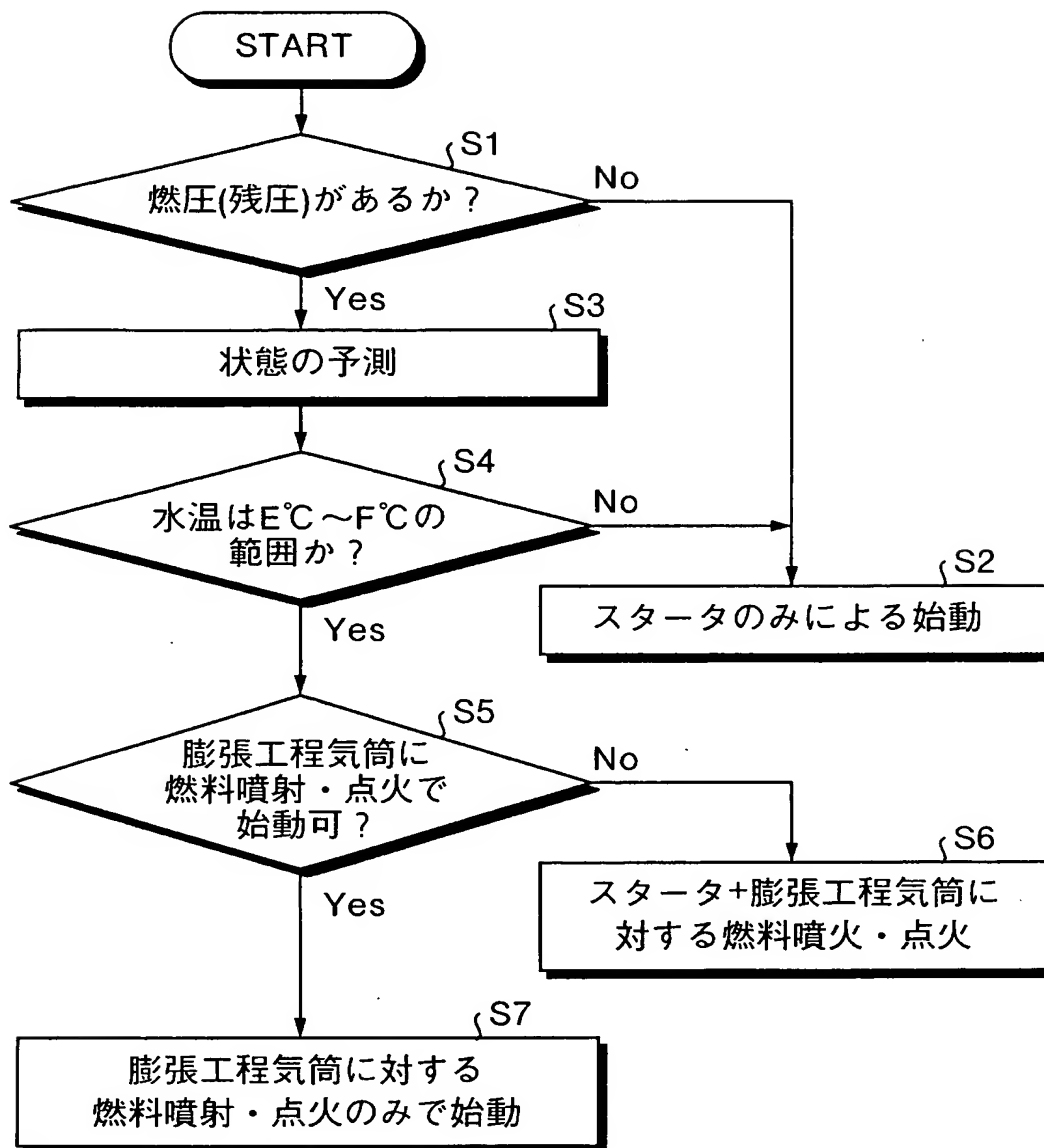 START
S1
燃圧(残圧)があるか?
No
Yes
S3
状態の予測
S4
水温はE℃～F℃の
範囲か?
No
Yes
S2
スタータのみによる始動
S5
膨張工程気筒に
燃料噴射・点火で
始動可?
No
Yes
S6
スタータ+膨張工程気筒に
対する燃料噴火・点火
S7
膨張工程気筒に対する
燃料噴射・点火のみで始動